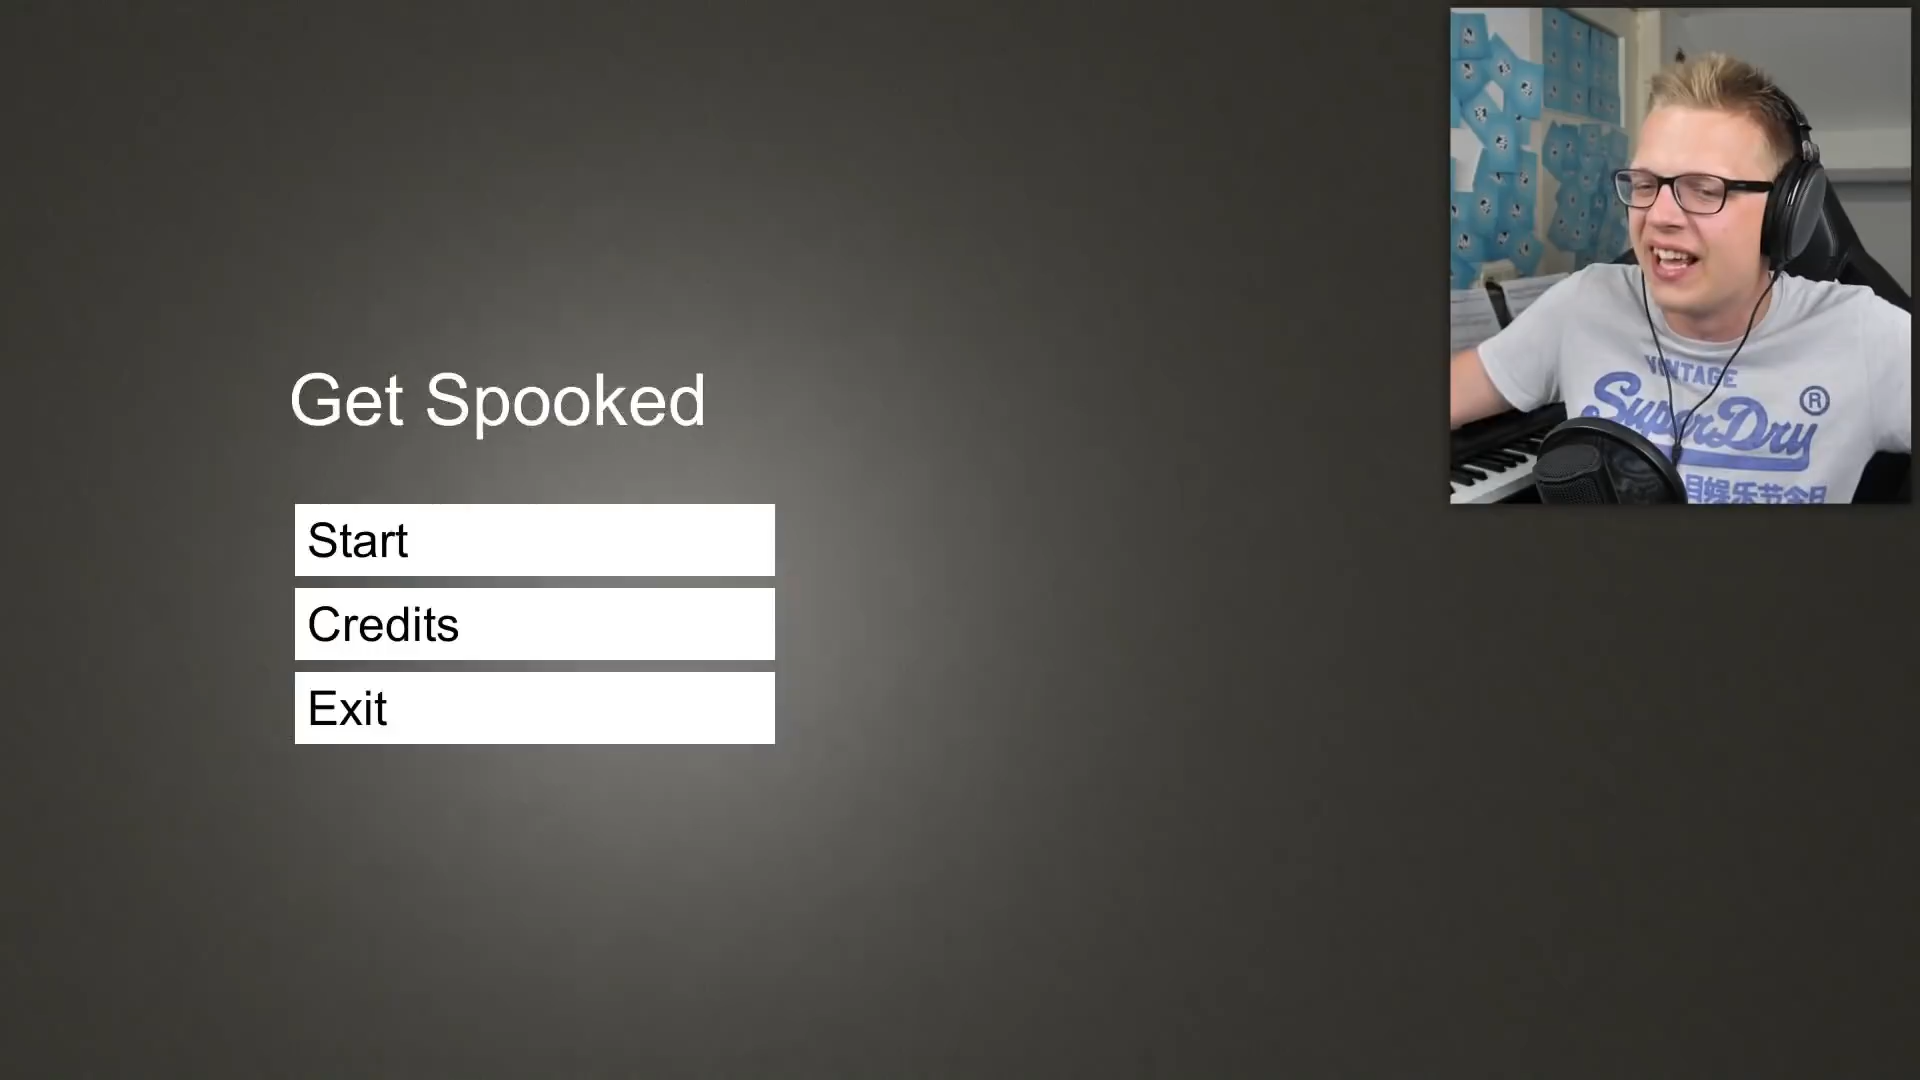 Get Spooked
Start
Credits
Exit
VINTAGE
SuperDry
®